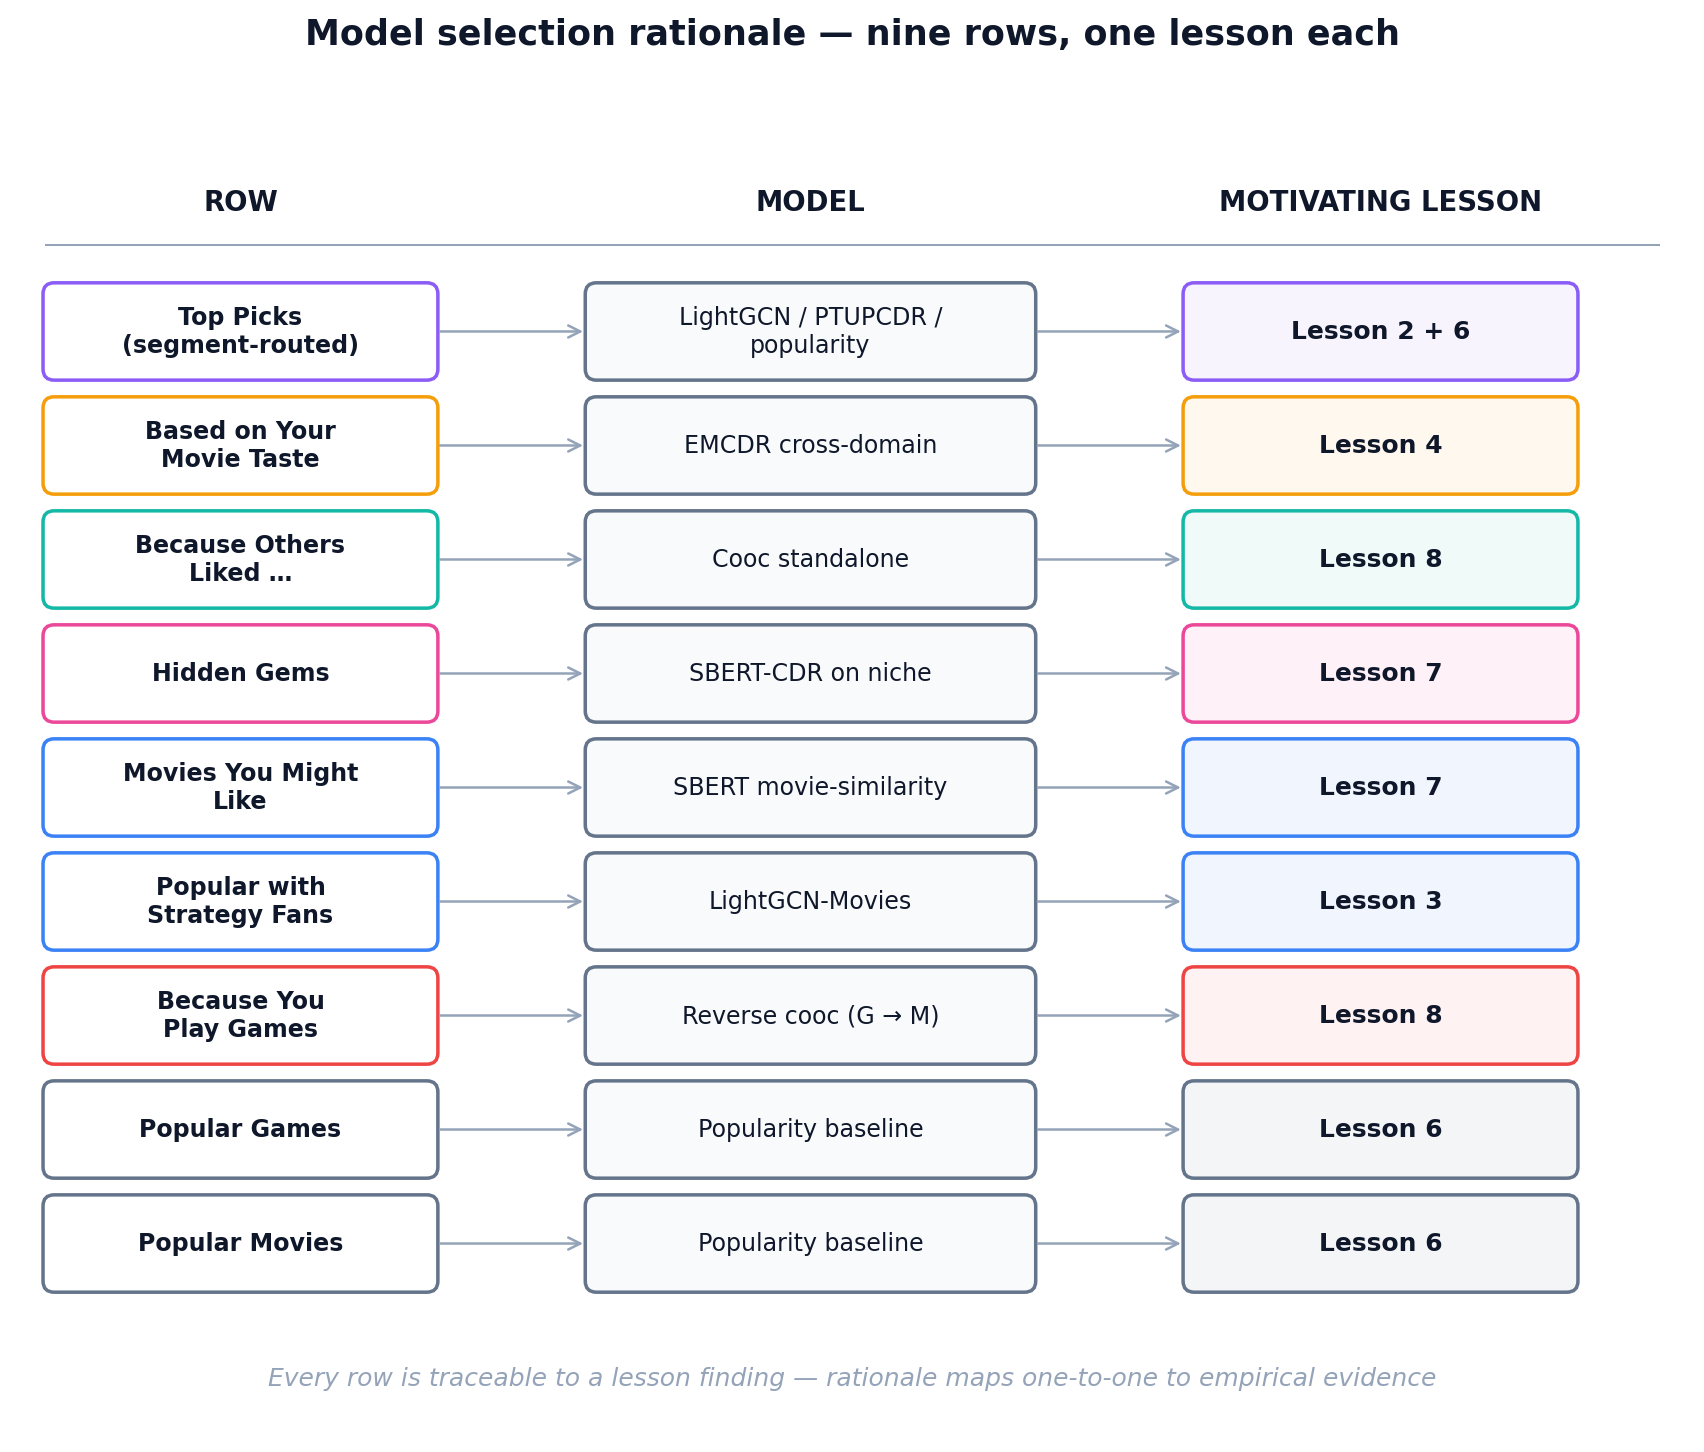 Model selection rationale — nine rows, one lesson each
ROW
MODEL
MOTIVATING LESSON
Top Picks
(segment-routed)
LightGCN / PTUPCDR /
popularity
Lesson 2 + 6
Based on Your
Movie Taste
EMCDR cross-domain
Lesson 4
Because Others
Liked …
Cooc standalone
Lesson 8
Hidden Gems
SBERT-CDR on niche
Lesson 7
Movies You Might
Like
SBERT movie-similarity
Lesson 7
Popular with
Strategy Fans
LightGCN-Movies
Lesson 3
Because You
Play Games
Reverse cooc (G → M)
Lesson 8
Popular Games
Popularity baseline
Lesson 6
Popular Movies
Popularity baseline
Lesson 6
Every row is traceable to a lesson finding — rationale maps one-to-one to empirical evidence